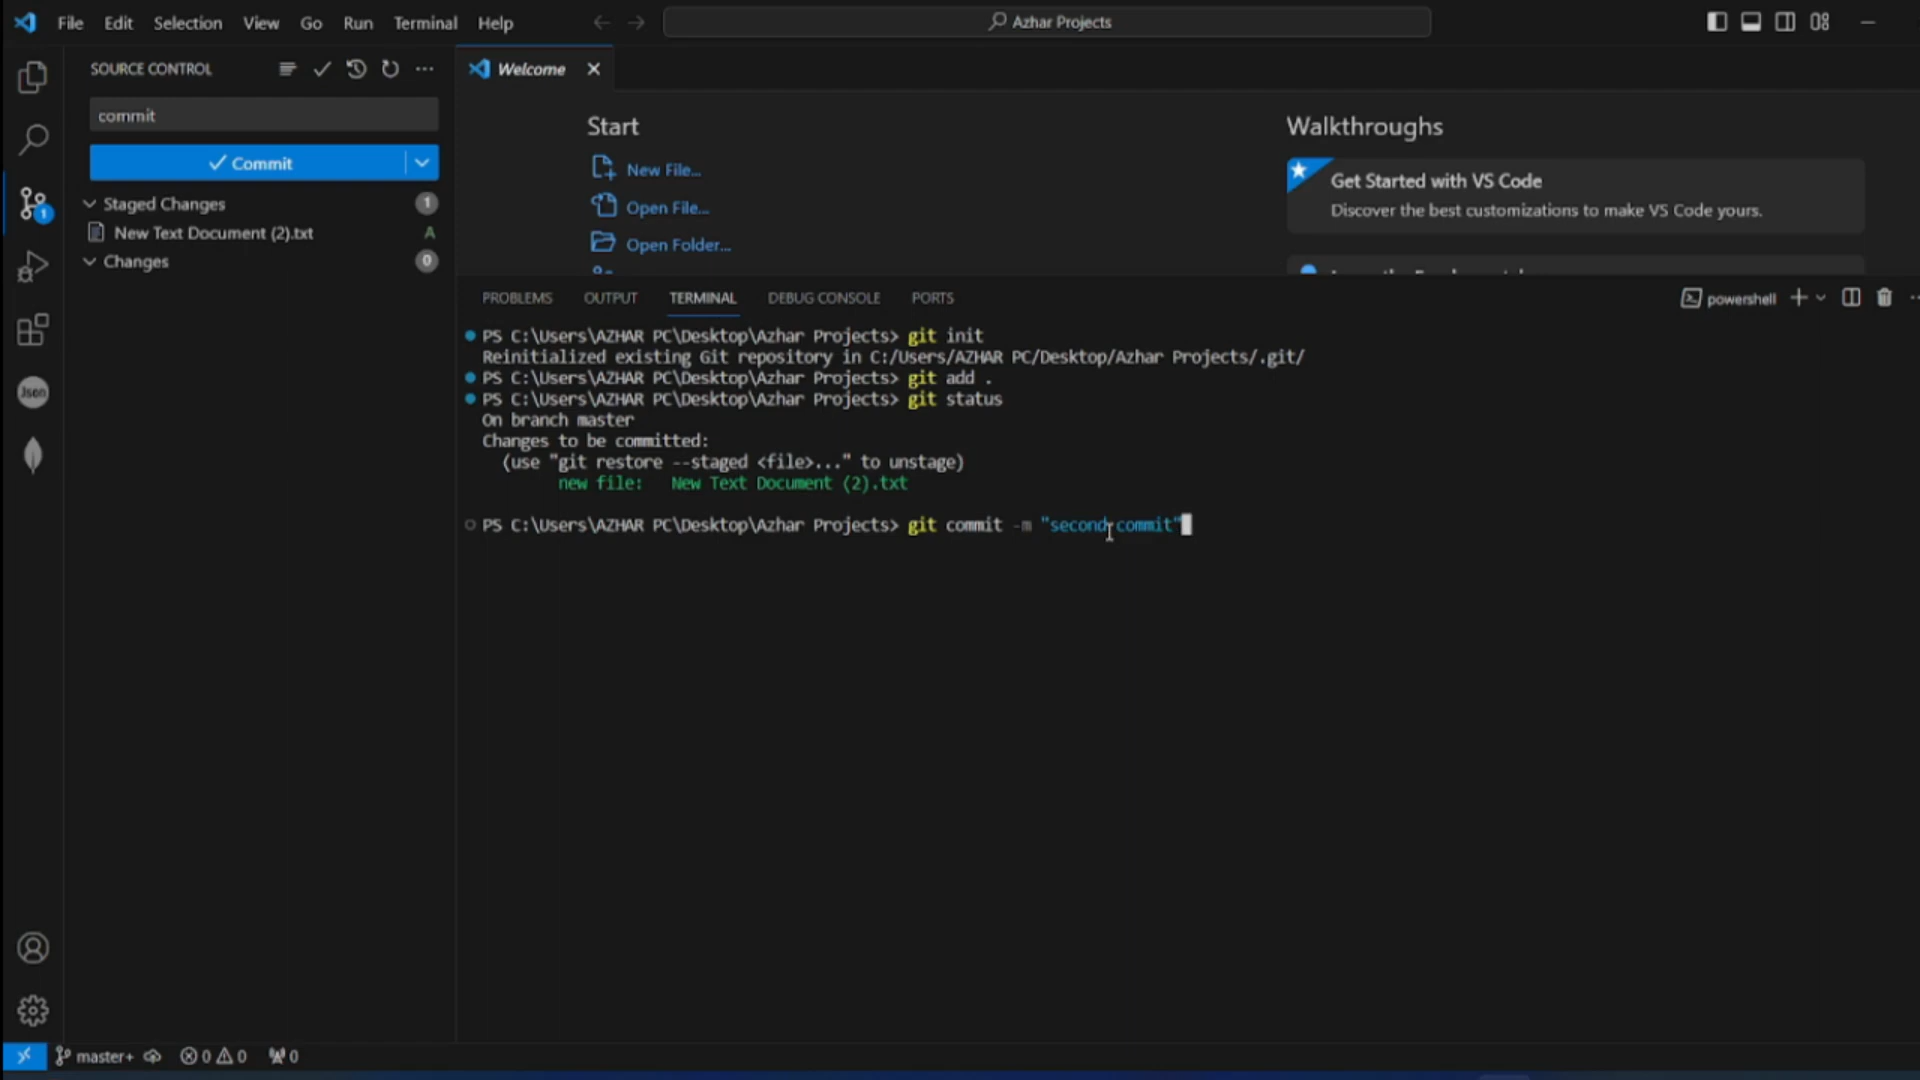 File Edit Selection View Go Run Terminal Help
Azhar Projects
SOURCE CONTROL
commit
Commit
Staged Changes 1
New Text Document (2).txt A
Changes 0
Welcome
Start
New File...
Open File...
Open Folder...
Walkthroughs
Get Started with VS Code
Discover the best customizations to make VS Code yours.
PROBLEMS OUTPUT TERMINAL DEBUG CONSOLE PORTS
powershell
PS C:\Users\AZHAR PC\Desktop\Azhar Projects> git init
Reinitialized existing Git repository in C:/Users/AZHAR PC/Desktop/Azhar Projects/.git/
PS C:\Users\AZHAR PC\Desktop\Azhar Projects> git add .
PS C:\Users\AZHAR PC\Desktop\Azhar Projects> git status
On branch master
Changes to be committed:
(use "git restore --staged <file>..." to unstage)
new file: New Text Document (2).txt
PS C:\Users\AZHAR PC\Desktop\Azhar Projects> git commit -m "second commit"
1
Json
master+ 0 0 0